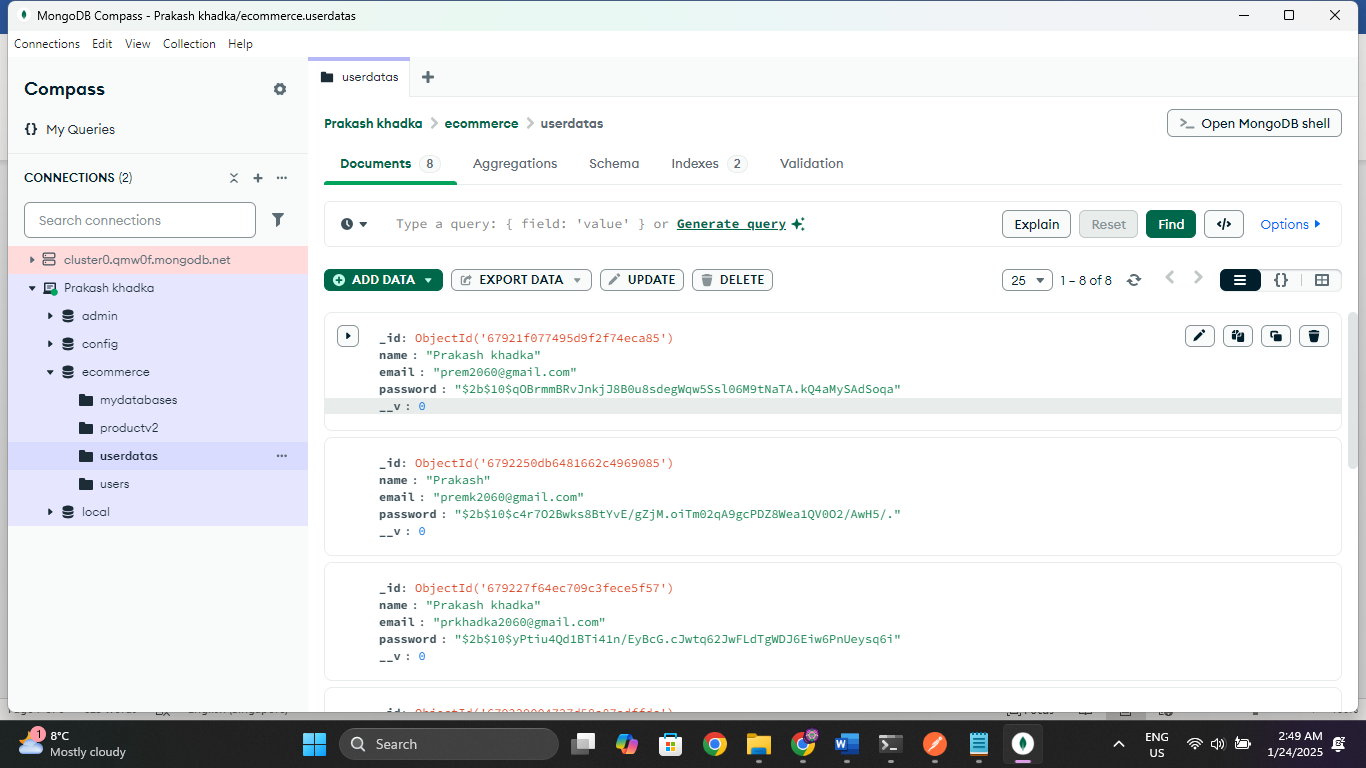 MongoDB Compass - Prakash khadka/ecommerce.userdatas
Connections Edit View Collection Help
Compass
My Queries
CONNECTIONS (2)
Search connections
cluster0.qmw0f.mongodb.net
Prakash khadka
admin
config
ecommerce
mydatabases
productv2
userdatas
users
local
userdatas
Prakash khadka > ecommerce > userdatas
>_ Open MongoDB shell
Documents 8 Aggregations Schema Indexes 2 Validation
Type a query: { field: 'value' } or Generate query
Explain Reset Find </> Options
ADD DATA EXPORT DATA UPDATE DELETE
25 1 – 8 of 8
_id: ObjectId('67921f077495d9f2f74eca85')
name : "Prakash khadka"
email : "prem2060@gmail.com"
password : "$2b$10$qOBrmmBRvJnkjJ8B0u8sdegWqw5Ssl06M9tNaTA.kQ4aMySAdSoqa"
__v : 0
_id: ObjectId('6792250db6481662c4969085')
name : "Prakash"
email : "premk2060@gmail.com"
password : "$2b$10$c4r7O2Bwks8BtYvE/gZjM.oiTm02qA9gcPDZ8Wea1QV0O2/AwH5/."
__v : 0
_id: ObjectId('679227f64ec709c3fece5f57')
name : "Prakash khadka"
email : "prkhadka2060@gmail.com"
password : "$2b$10$yPtiu4Qd1BTi41n/EyBcG.cJwtq62JwFLdTgWDJ6Eiw6PnUeysq6i"
__v : 0
1
8°C
Mostly cloudy
Search
ENG
US
2:49 AM
1/24/2025